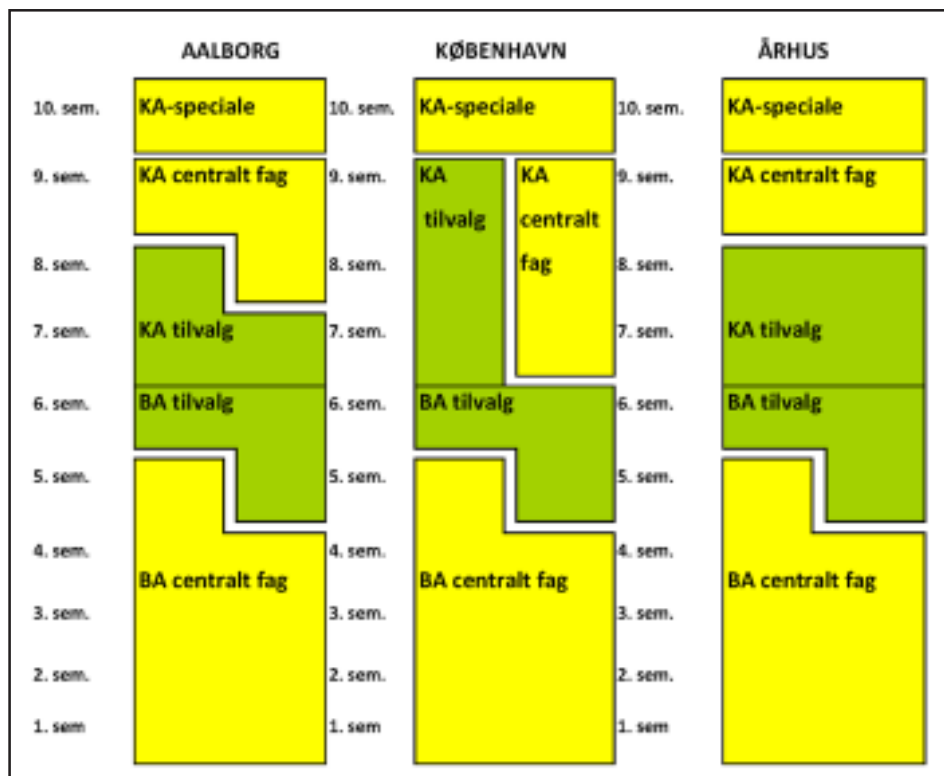 AALBORG KØBENHAVN ÅRHUS
10. sem. KA-speciale 10. sem. KA-speciale 10. sem. KA-speciale
9. sem. KA centralt fag 9. sem. KA KA 9. sem. KA centralt fag
tilvalg centralt
8. sem. 8. sem. fag 8. sem.
7. sem. KA tilvalg 7. sem. 7. sem. KA tilvalg
6. sem. BA tilvalg 6. sem. BA tilvalg 6. sem. BA tilvalg
5. sem. 5. sem. 5. sem.
4. sem. 4. sem. 4. sem.
BA centralt fag BA centralt fag BA centralt fag
3. sem. 3. sem. 3. sem.
2. sem. 2. sem. 2. sem.
1. sem 1. sem 1. sem